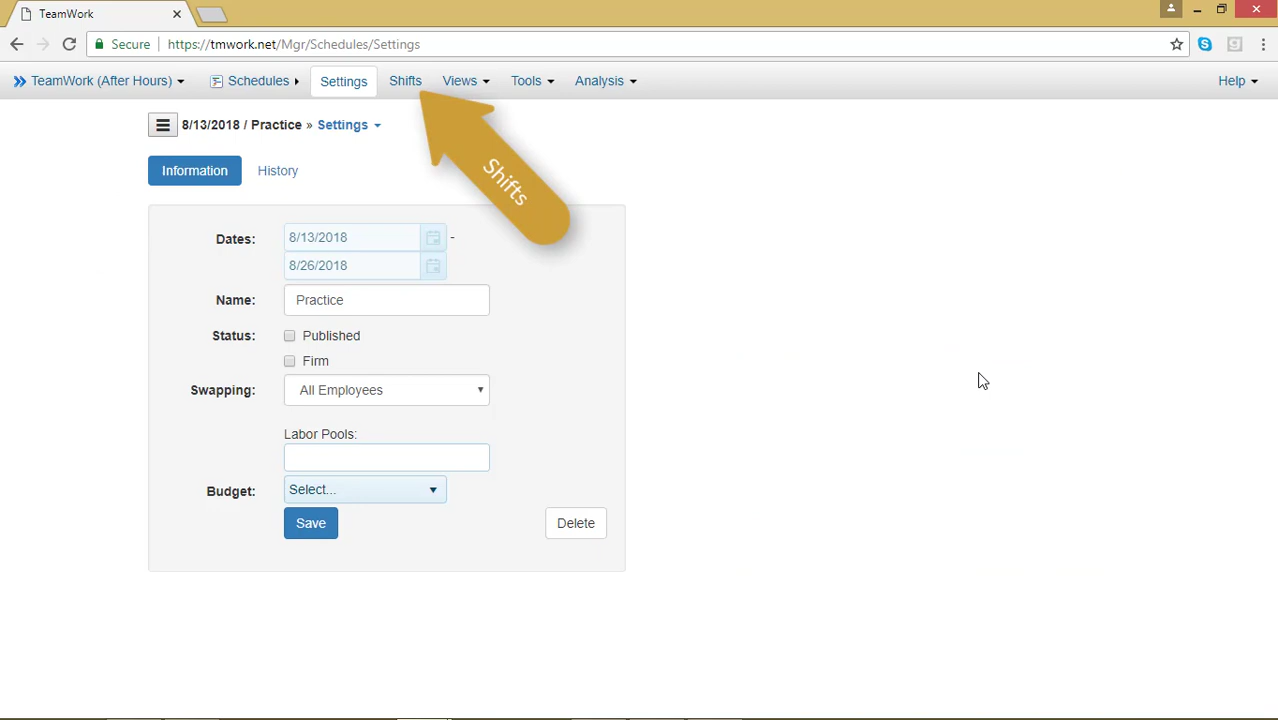 TeamWork
Secure
https://tmwork.net/Mgr/Schedules/Settings
TeamWork (After Hours) Schedules Settings Shifts Views Tools Analysis Help
8/13/2018 / Practice » Settings
Information History
Shifts
Dates: 8/13/2018 -
8/26/2018
Name: Practice
Status: Published
Firm
Swapping: All Employees
Labor Pools:
Budget: Select...
Save Delete